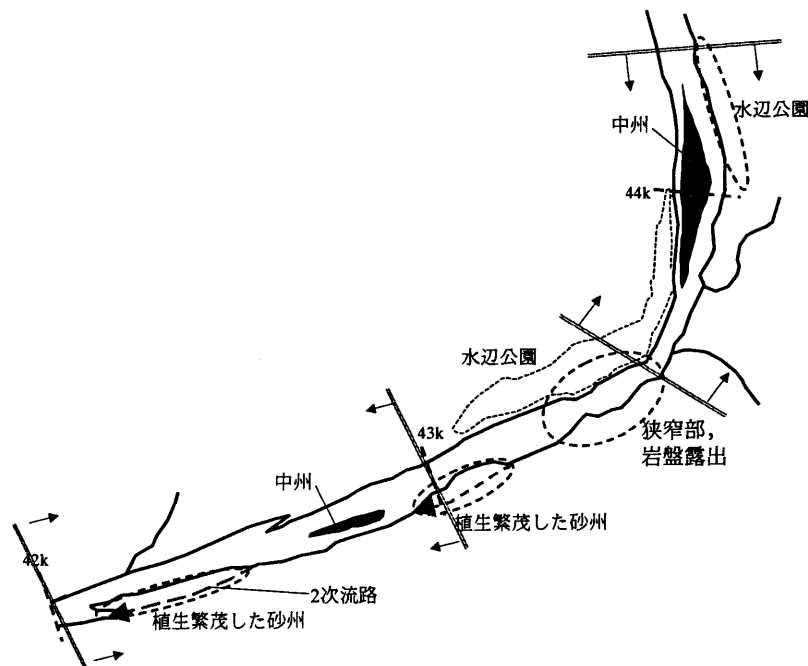 水辺公園
中州
44k
水辺公園
43k
狭窄部,
岩盤露出
中州
植生繁茂した砂州
42k
2次流路
植生繁茂した砂州